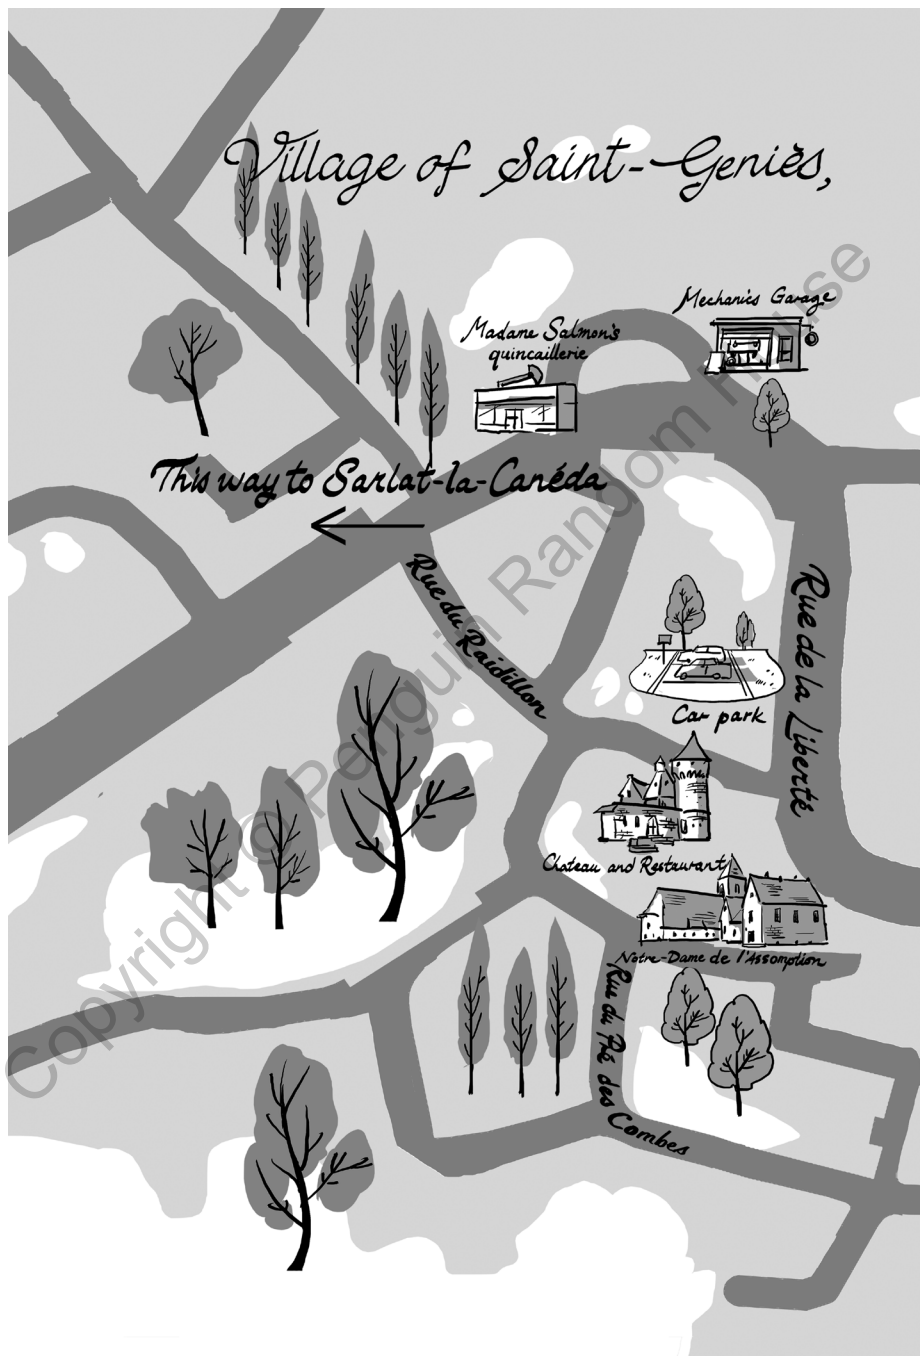 Village of Saint-Geniès,
Mechanics Garage
Madame Salmon's
quincaillerie
This way to Sarlat-la-Canéda
Rue du Raidillon
Rue de la Liberté
Car park
Chateau and Restaurant
Notre-Dame de l'Assomption
Rue du Pré des Combes
Copyright © Penguin Random House